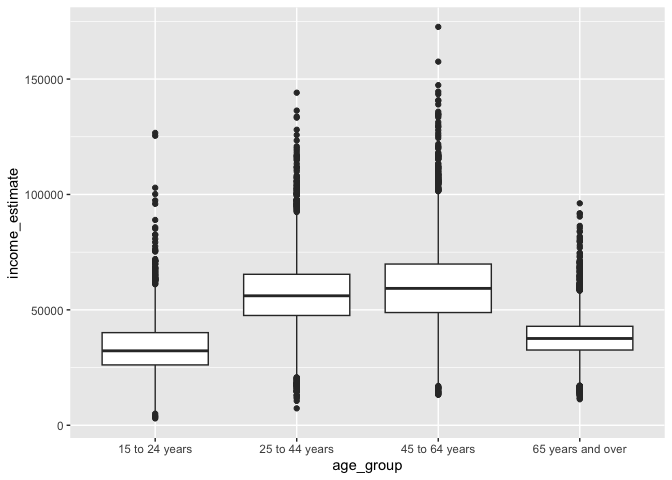 150000
100000
50000
0
income_estimate
15 to 24 years
25 to 44 years
45 to 64 years
65 years and over
age_group